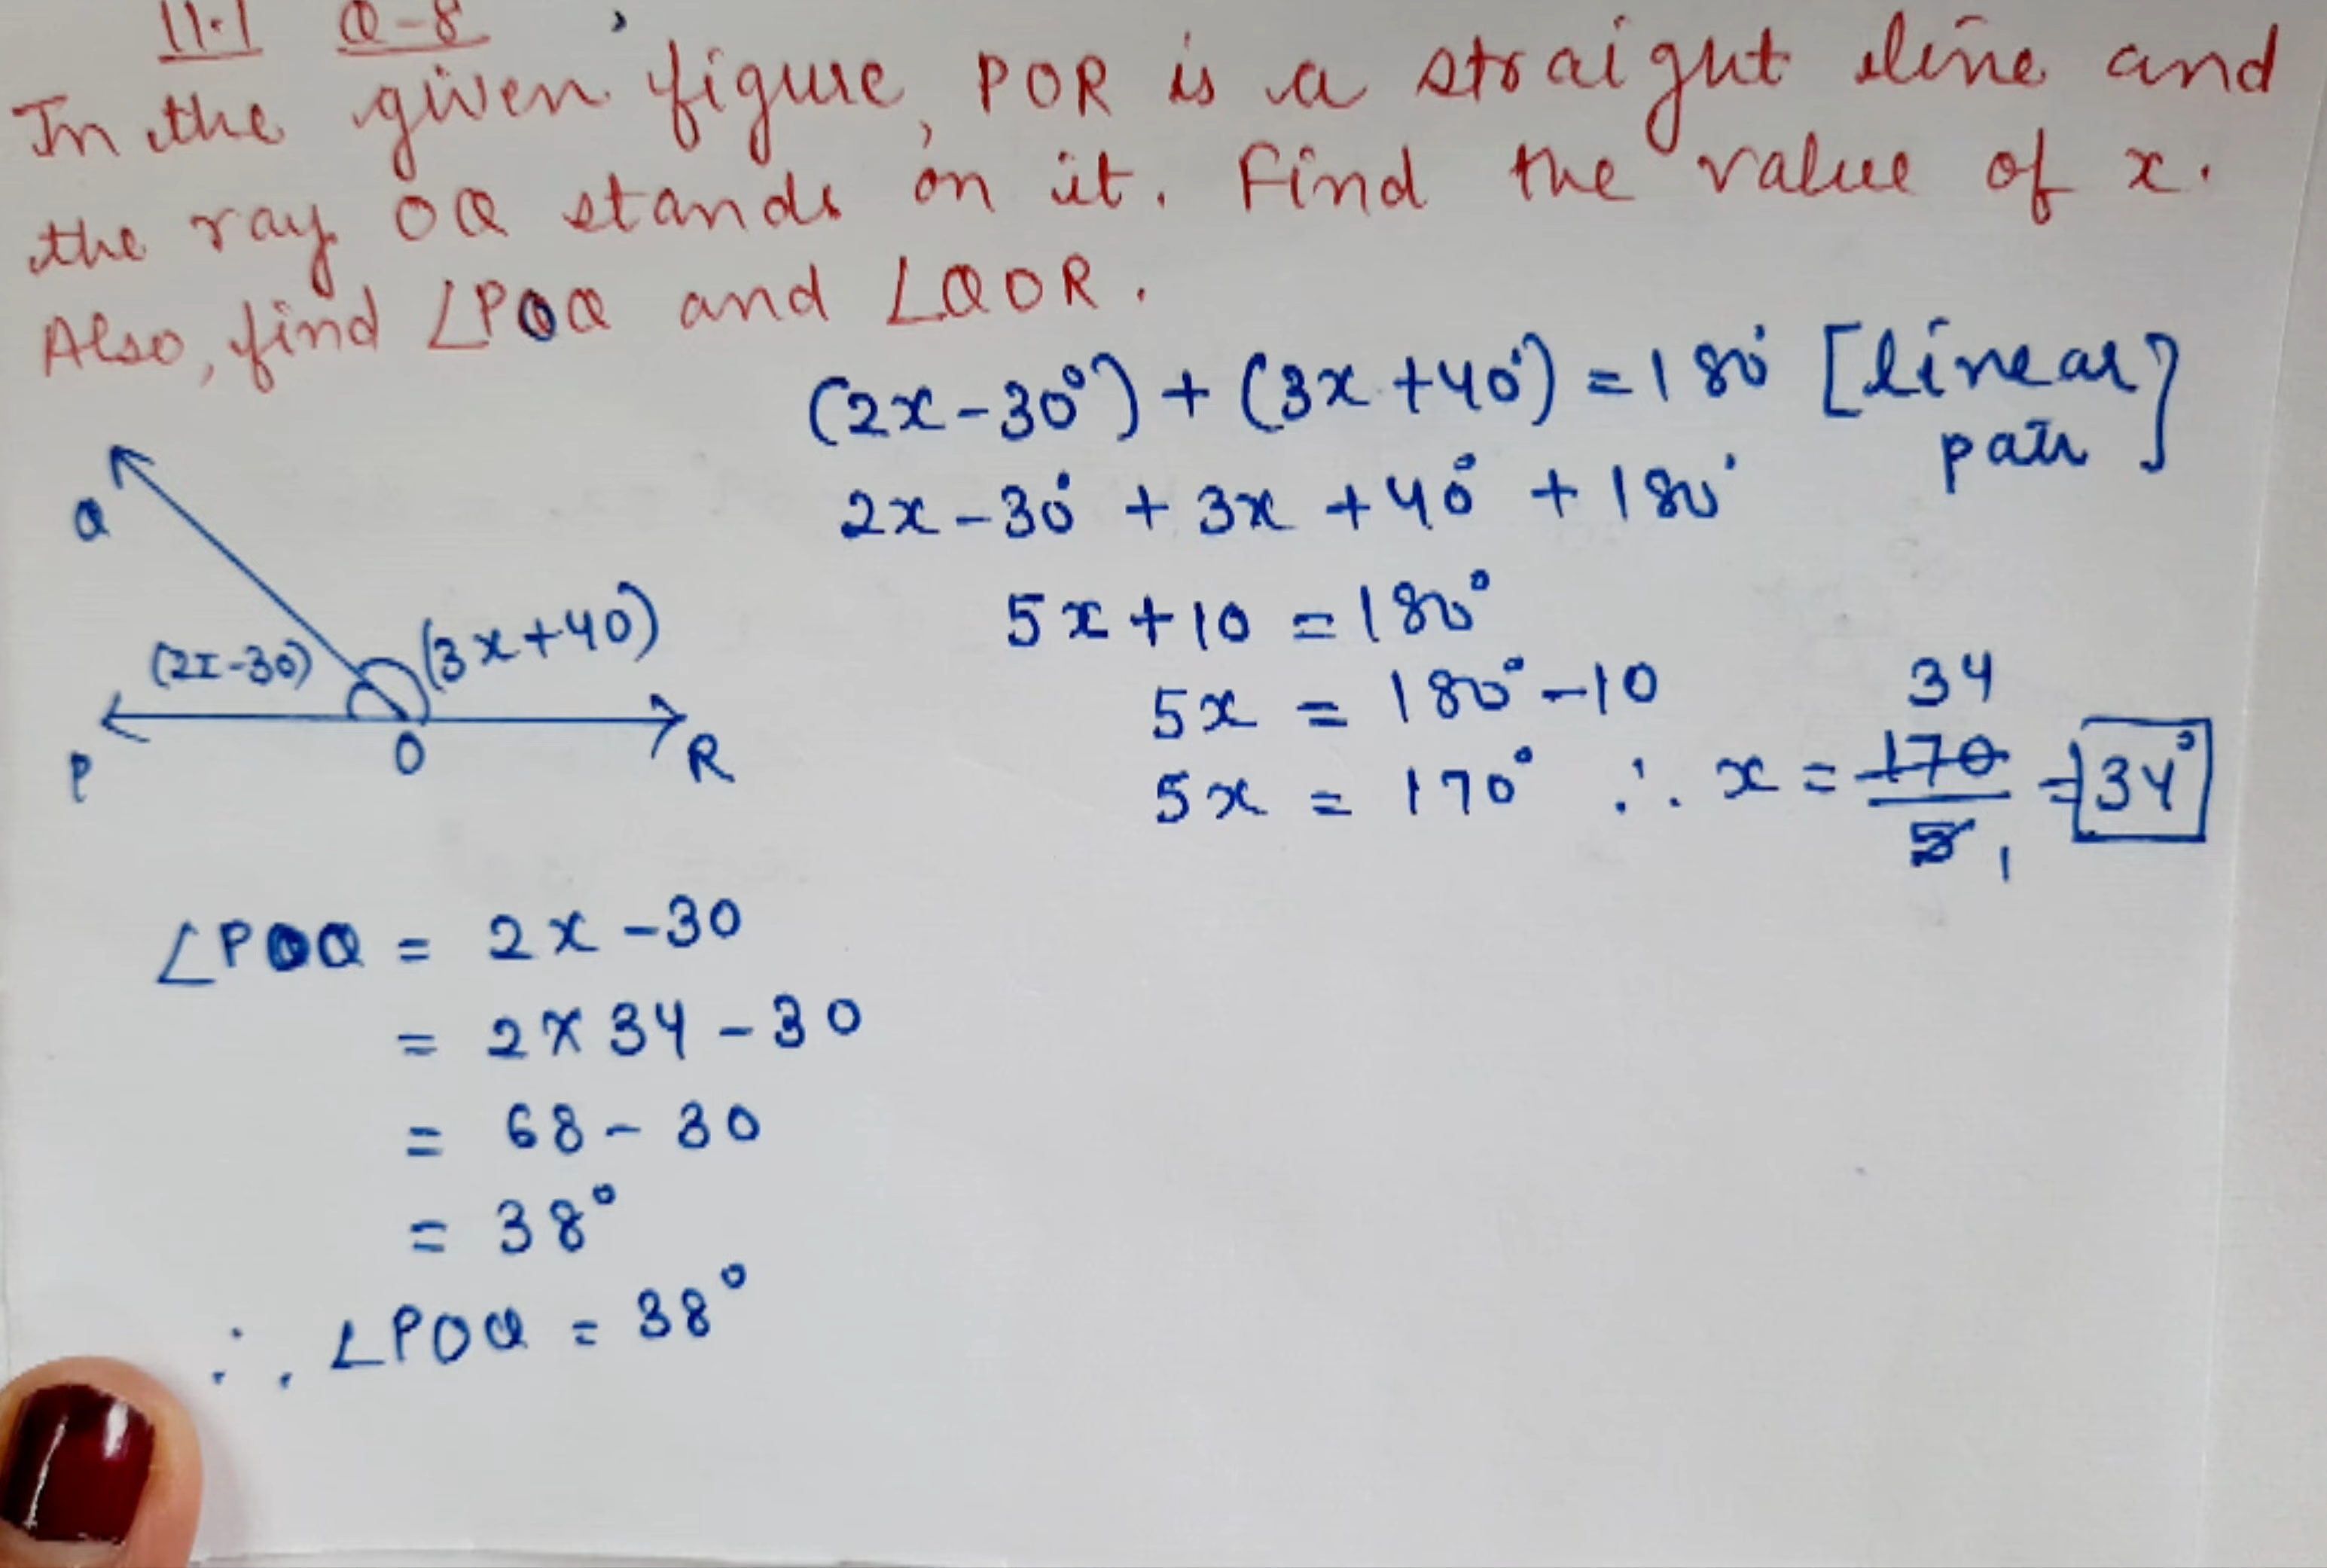 11.1 Q-8
In the given figure, POR is a straight line and
the ray OQ stands on it. Find the value of x.
Also, find ∠POQ and ∠QOR.
(2x-30°) + (3x+40°) = 180° [linear pair]
2x-30° + 3x + 40° + 180°
5x+10 = 180°
5x = 180°-10
5x = 170° ∴ x = 170/5 = 34°
34
1
Q
(2x-30)
(3x+40)
P
O
R
∠POQ = 2x-30
= 2×34-30
= 68-30
= 38°
∴ ∠POQ = 38°